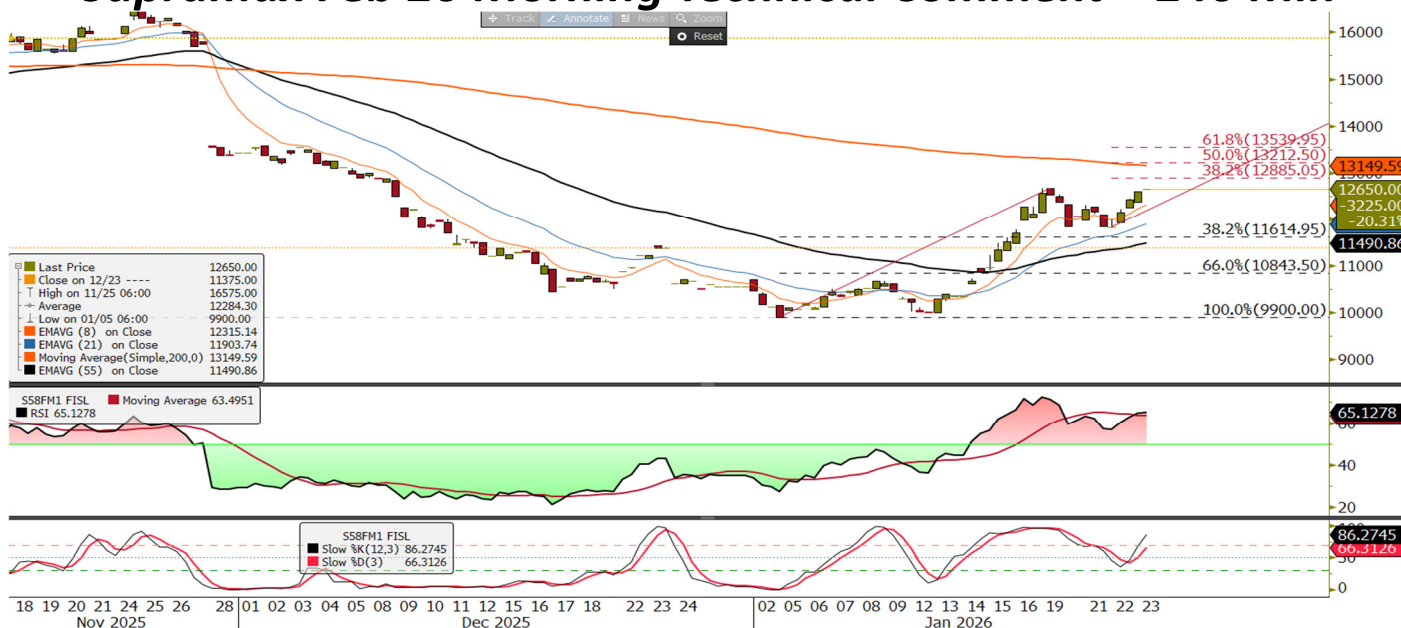 Supramax Feb 26 Morning Technical Comment – 240 Min
Track Annotate News Zoom
Reset
16000
15000
14000
61.8%(13539.95)
50.0%(13212.50)
13149.59
38.2%(12885.05)
12650.00
-3225.00
-20.31%
38.2%(11614.95)
11490.86
11000
66.0%(10843.50)
100.0%(9900.00)
10000
9000
Last Price 12650.00
Close on 12/23 ---- 11375.00
High on 11/25 06:00 16575.00
Average 12284.30
Low on 01/05 06:00 9900.00
EMAVG (8) on Close 12315.14
EMAVG (21) on Close 11903.74
Moving Average(Simple,200,0) 13149.59
EMAVG (55) on Close 11490.86
S58FM1 FISL Moving Average 63.4951
RSI 65.1278
65.1278
40
20
S58FM1 FISL
Slow %K(12,3) 86.2745
Slow %D(3) 66.3126
86.2745
66.3126
0
18 19 20 21 24 25 26 28 01 02 03 04 05 08 09 10 11 12 15 16 17 18 22 23 24 02 05 06 07 08 09 12 13 14 15 16 19 21 22 23
Nov 2025 Dec 2025 Jan 2026